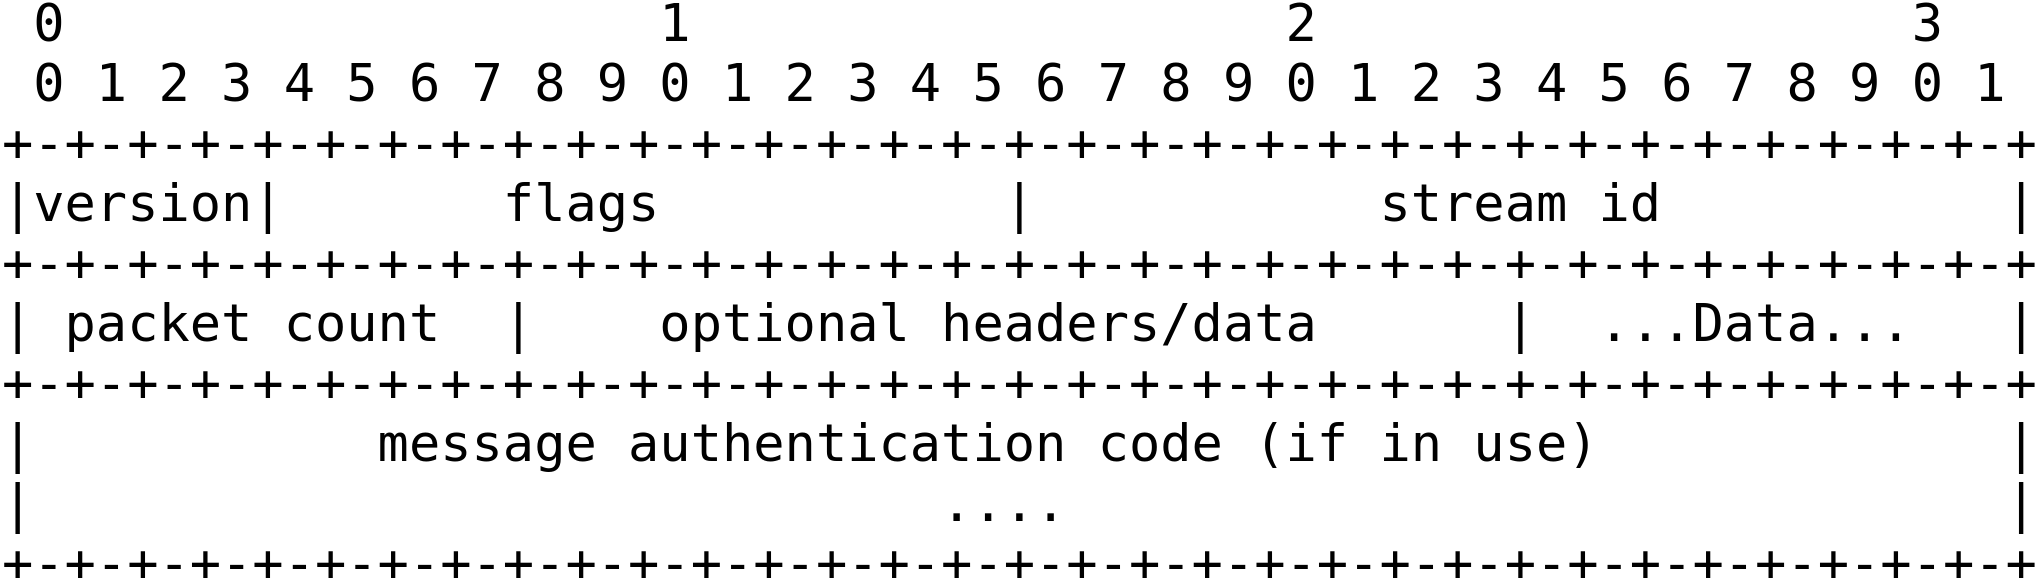 0                   1                   2                   3
 0 1 2 3 4 5 6 7 8 9 0 1 2 3 4 5 6 7 8 9 0 1 2 3 4 5 6 7 8 9 0 1
+-+-+-+-+-+-+-+-+-+-+-+-+-+-+-+-+-+-+-+-+-+-+-+-+-+-+-+-+-+-+-+-+
|version|       flags           |           stream id           |
+-+-+-+-+-+-+-+-+-+-+-+-+-+-+-+-+-+-+-+-+-+-+-+-+-+-+-+-+-+-+-+-+
| packet count  |    optional headers/data      |  ...Data...   |
+-+-+-+-+-+-+-+-+-+-+-+-+-+-+-+-+-+-+-+-+-+-+-+-+-+-+-+-+-+-+-+-+
|           message authentication code (if in use)             |
|                             ....                              |
+-+-+-+-+-+-+-+-+-+-+-+-+-+-+-+-+-+-+-+-+-+-+-+-+-+-+-+-+-+-+-+-+